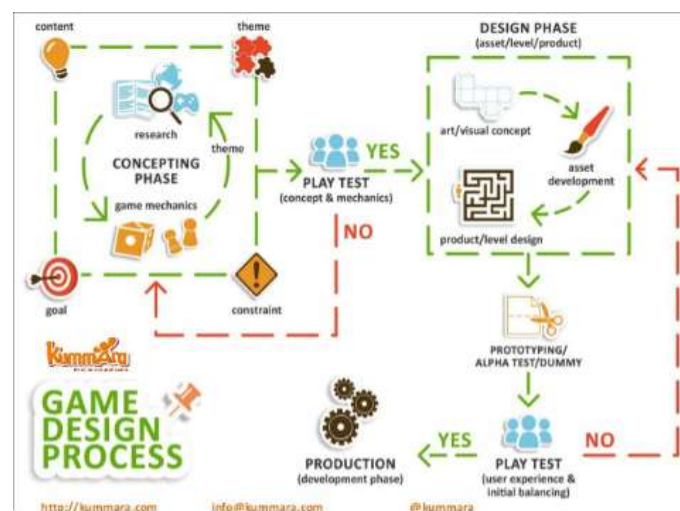 content
theme
research
theme
CONCEPTING
PHASE
game mechanics
goal
constraint
PLAY TEST
(concept & mechanics)
YES
NO
DESIGN PHASE
(asset/level/product)
art/visual concept
asset
development
product/level design
PROTOTYPING/
ALPHA TEST/DUMMY
PLAY TEST
(user experience &
initial balancing)
YES
NO
PRODUCTION
(development phase)
kummara
GAME
DESIGN
PROCESS
http://kummara.com
info@kummara.com
@kummara